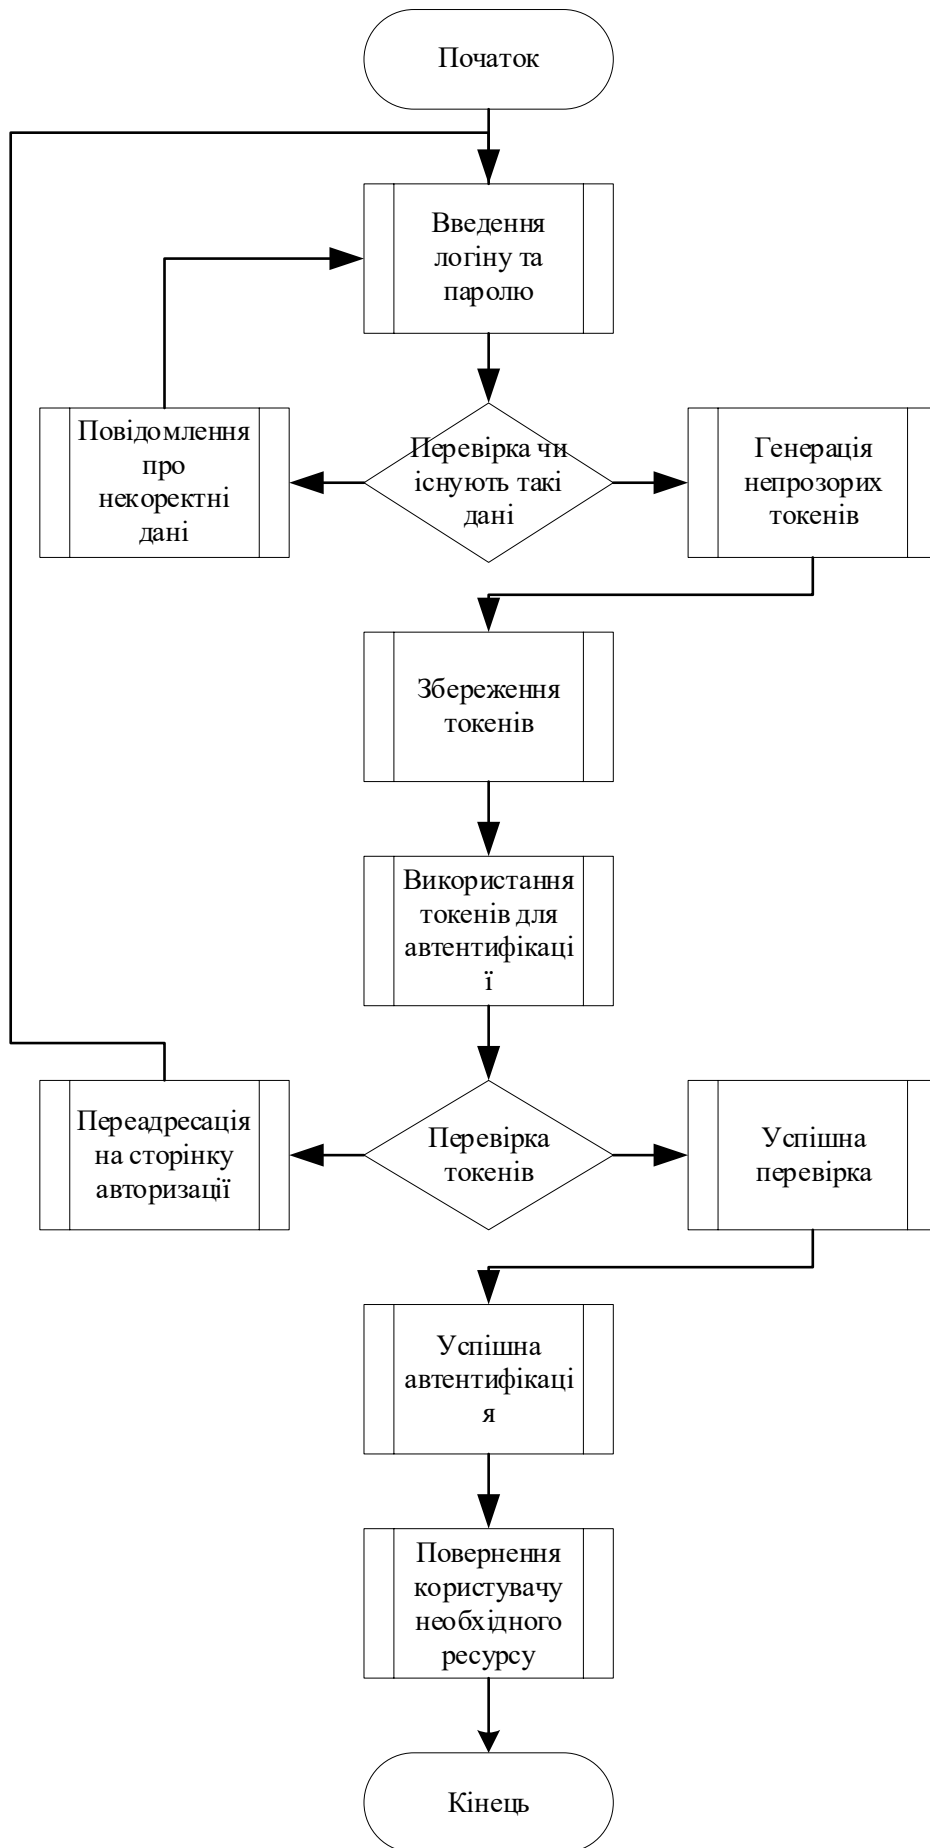 Початок
Введення
логіну та
паролю
Повідомлення
про
некоректні
дані
Перевірка чи
існують такі
дані
Генерація
непрозорих
токенів
Збереження
токенів
Використання
токенів для
автентифікаці
ї
Переадресація
на сторінку
авторизації
Перевірка
токенів
Успішна
перевірка
Успішна
автентифікаці
я
Повернення
користувачу
необхідного
ресурсу
Кінець